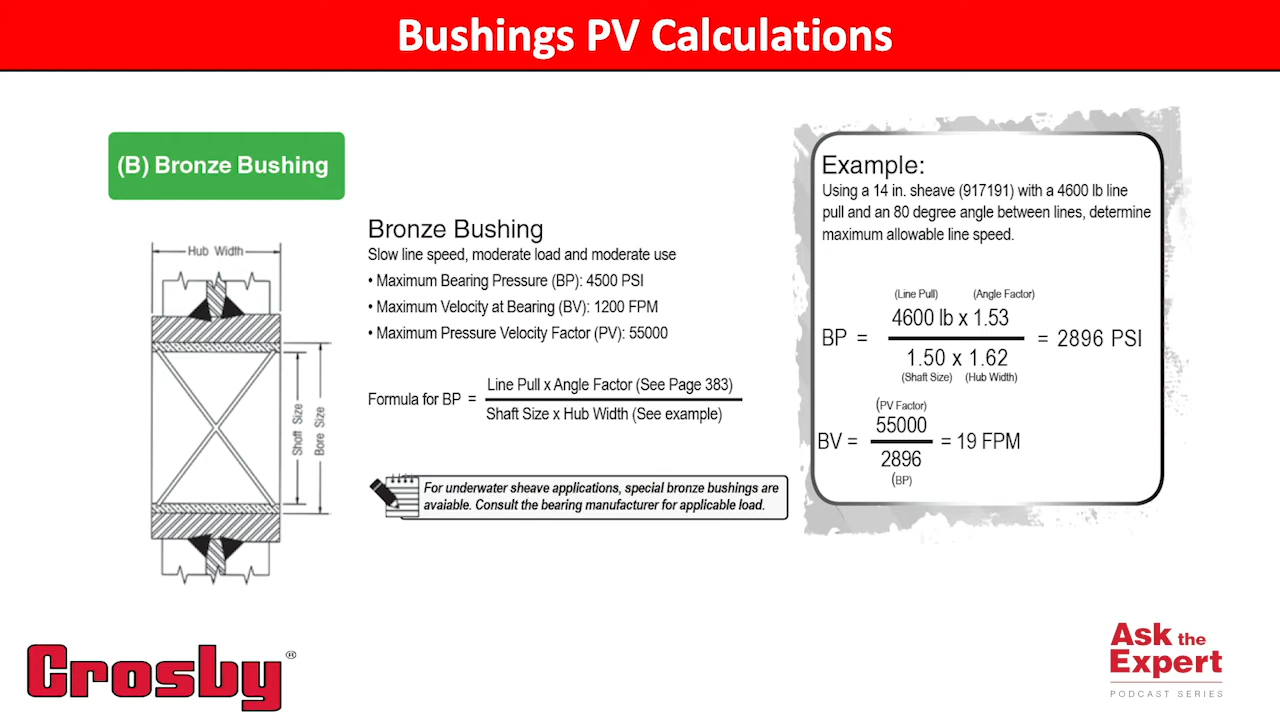 Bushings PV Calculations
(B) Bronze Bushing
Hub Width
Shaft Size
Bore Size
Bronze Bushing
Slow line speed, moderate load and moderate use
• Maximum Bearing Pressure (BP): 4500 PSI
• Maximum Velocity at Bearing (BV): 1200 FPM
• Maximum Pressure Velocity Factor (PV): 55000
Formula for BP =
Line Pull x Angle Factor (See Page 383)
Shaft Size x Hub Width (See example)
For underwater sheave applications, special bronze bushings are
avaiable. Consult the bearing manufacturer for applicable load.
Example:
Using a 14 in. sheave (917191) with a 4600 lb line
pull and an 80 degree angle between lines, determine
maximum allowable line speed.
(Line Pull) (Angle Factor)
4600 lb x 1.53
BP = = 2896 PSI
1.50 x 1.62
(Shaft Size) (Hub Width)
(PV Factor)
55000
BV = = 19 FPM
2896
(BP)
Crosby®
Ask the
Expert
PODCAST SERIES